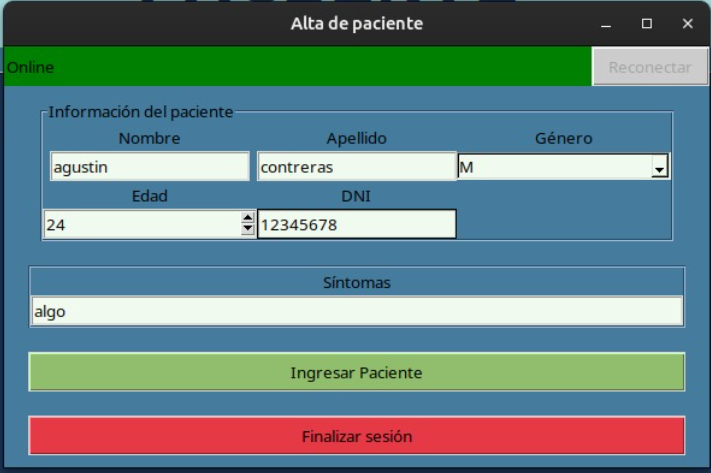 Alta de paciente
Online Reconectar
Información del paciente
Nombre Apellido Género
agustin contreras M
Edad DNI
24 12345678
Síntomas
algo
Ingresar Paciente
Finalizar sesión